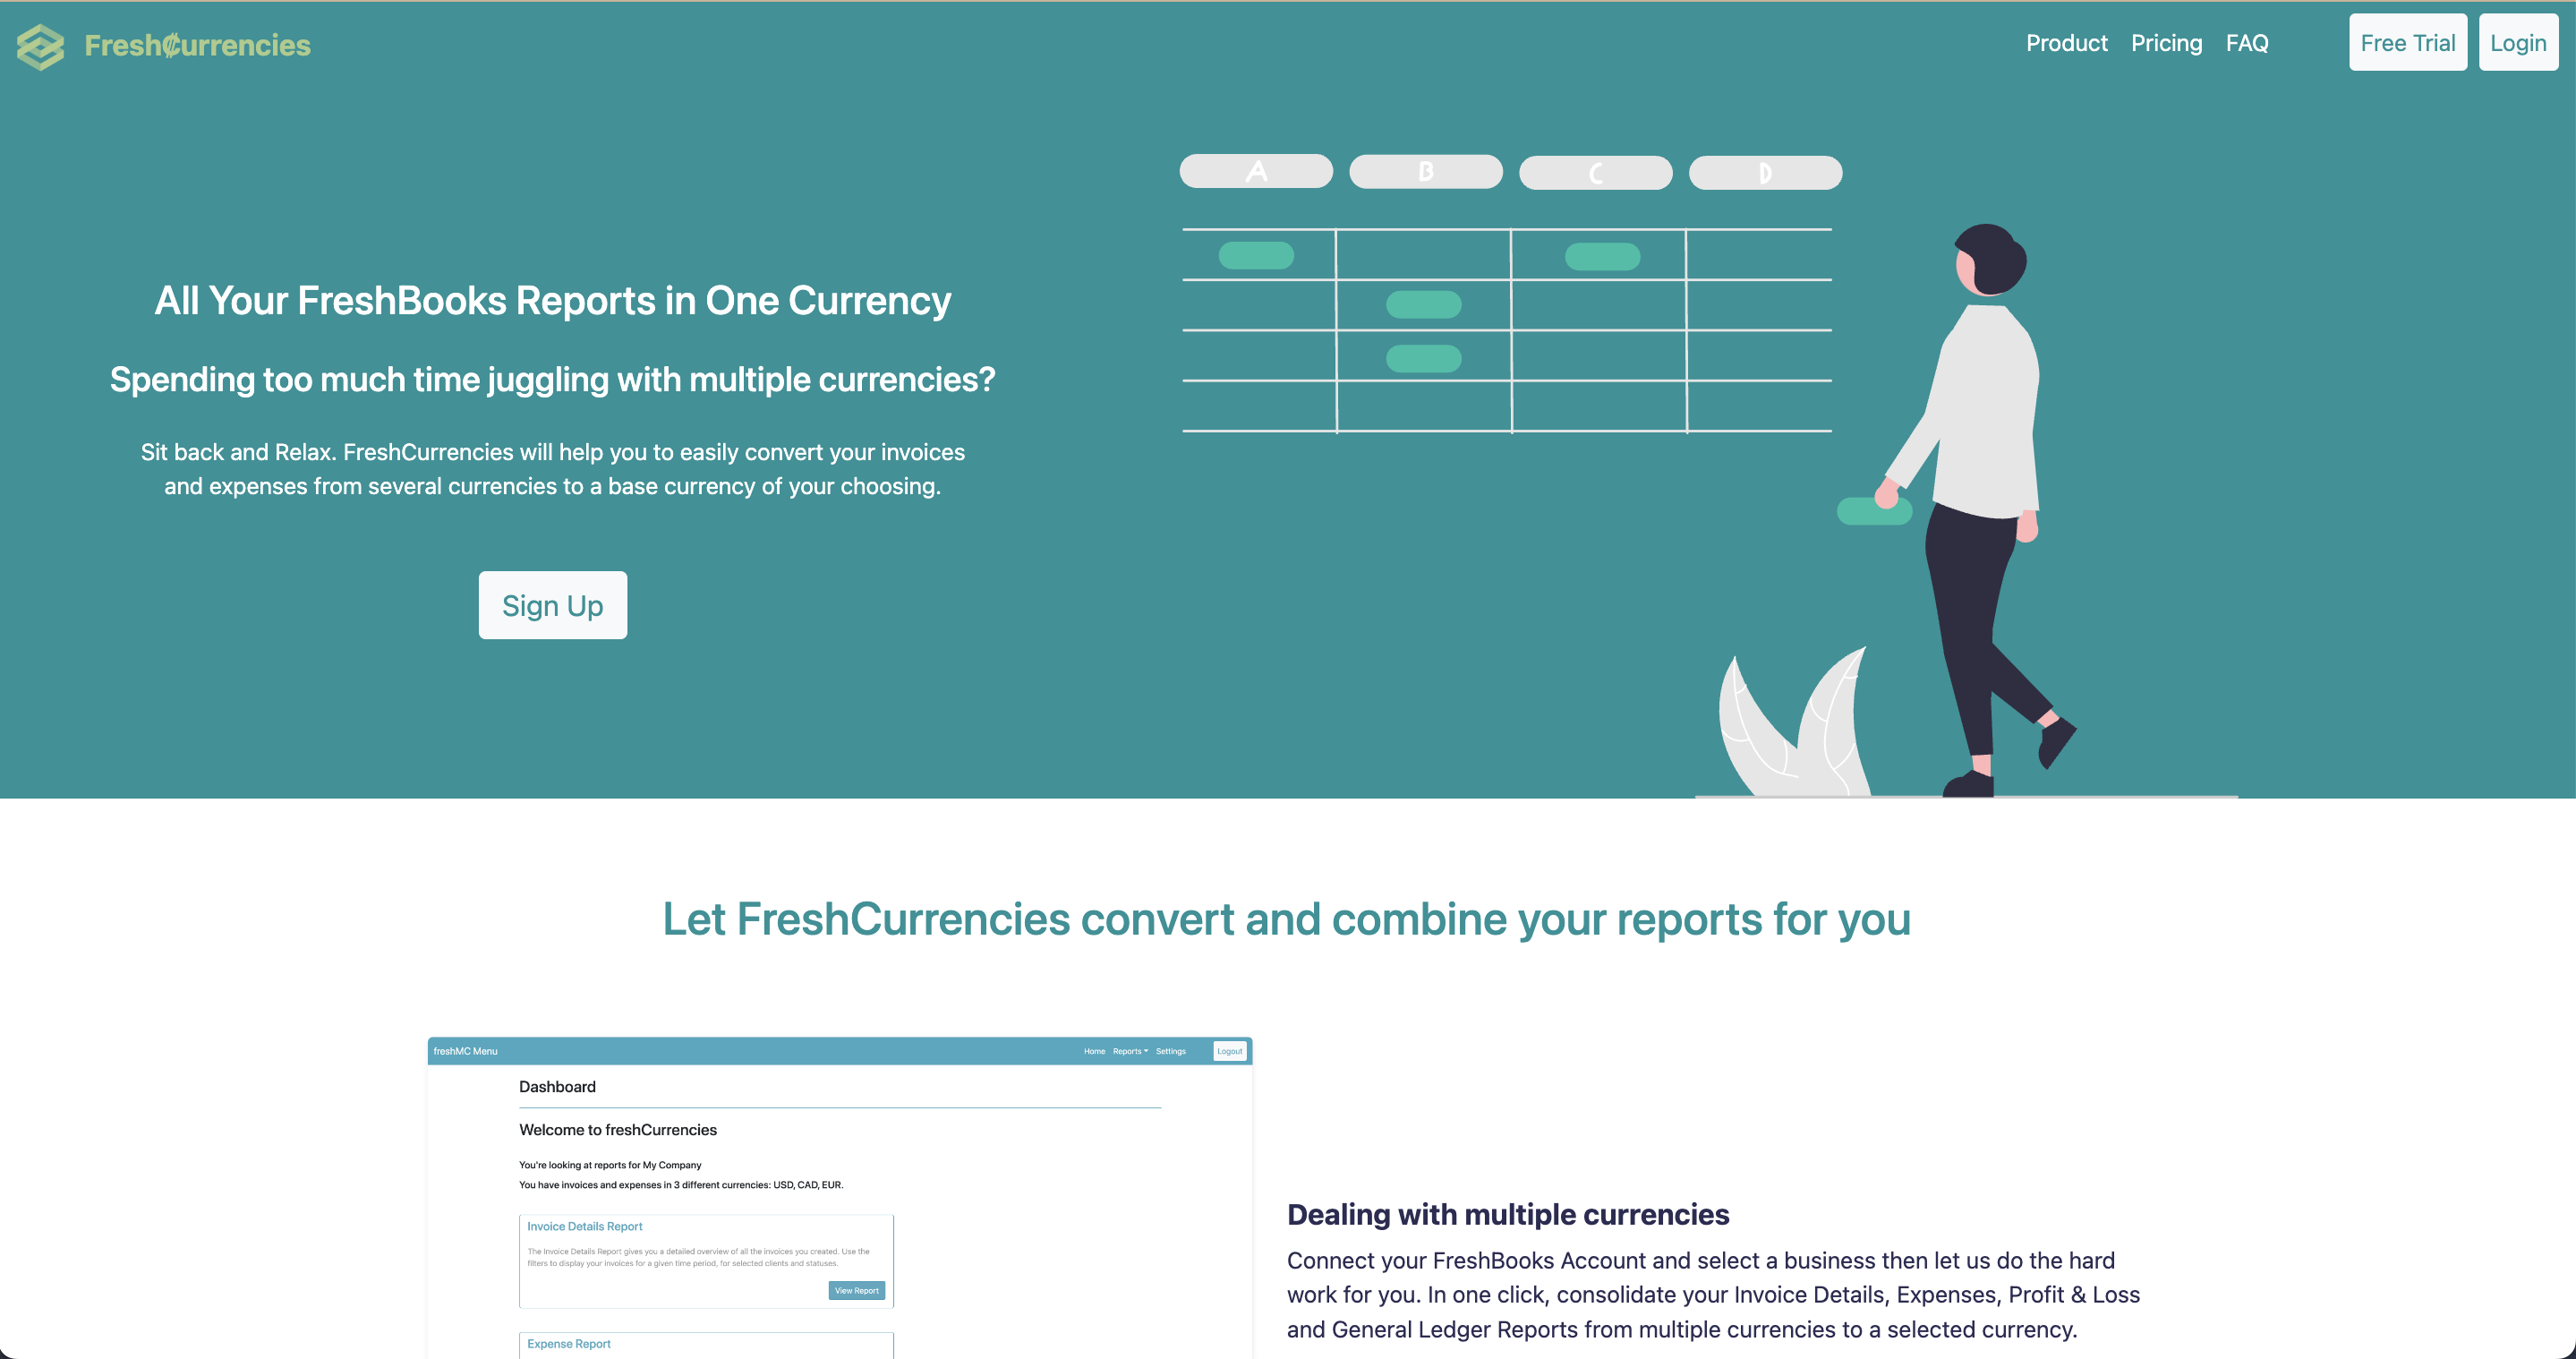 Fresh₡urrencies
Product Pricing FAQ Free Trial Login
A B C D
All Your FreshBooks Reports in One Currency
Spending too much time juggling with multiple currencies?
Sit back and Relax. FreshCurrencies will help you to easily convert your invoices
and expenses from several currencies to a base currency of your choosing.
Sign Up
Let FreshCurrencies convert and combine your reports for you
freshMC Menu Home Reports Settings Logout
Dashboard
Welcome to freshCurrencies
You're looking at reports for My Company
You have invoices and expenses in 3 different currencies: USD, CAD, EUR.
Invoice Details Report
The Invoice Details Report gives you a detailed overview of all the invoices you created. Use the
filters to display your invoices for a given time period, for selected clients and statuses.
View Report
Expense Report
Dealing with multiple currencies
Connect your FreshBooks Account and select a business then let us do the hard
work for you. In one click, consolidate your Invoice Details, Expenses, Profit & Loss
and General Ledger Reports from multiple currencies to a selected currency.